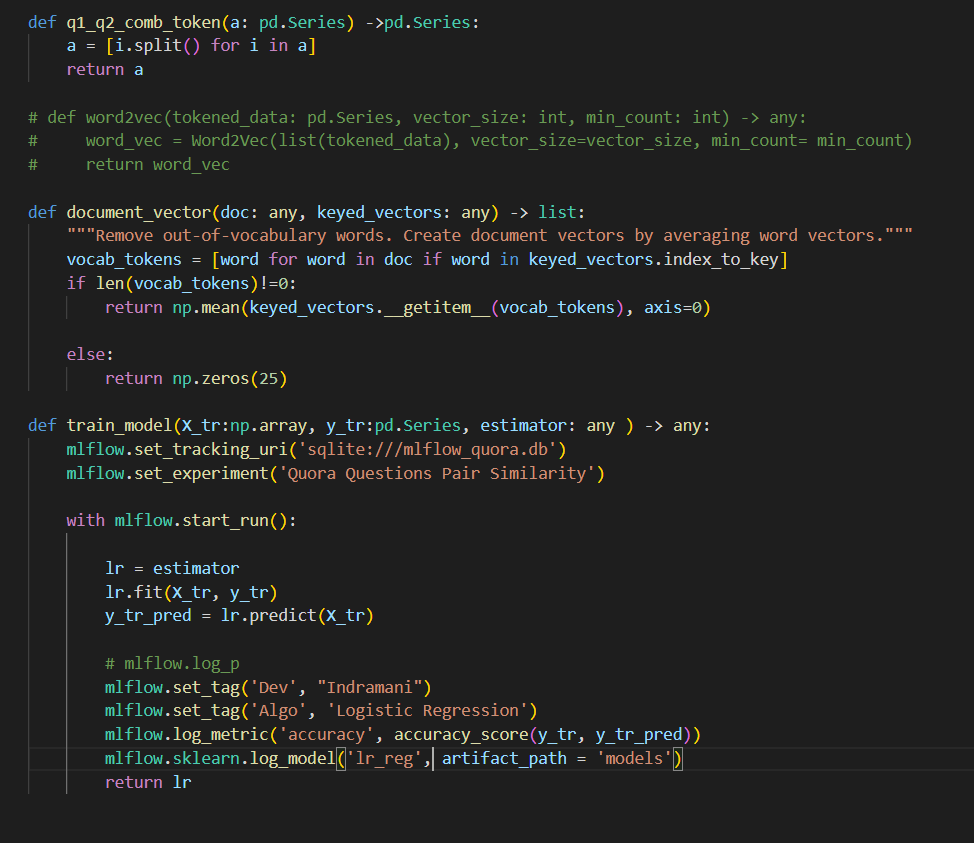 def q1_q2_comb_token(a: pd.Series) ->pd.Series:
    a = [i.split() for i in a]
    return a

# def word2vec(tokened_data: pd.Series, vector_size: int, min_count: int) -> any:
#     word_vec = Word2Vec(list(tokened_data), vector_size=vector_size, min_count= min_count)
#     return word_vec

def document_vector(doc: any, keyed_vectors: any) -> list:
    """Remove out-of-vocabulary words. Create document vectors by averaging word vectors."""
    vocab_tokens = [word for word in doc if word in keyed_vectors.index_to_key]
    if len(vocab_tokens)!=0:
        return np.mean(keyed_vectors.__getitem__(vocab_tokens), axis=0)

    else:
        return np.zeros(25)

def train_model(X_tr:np.array, y_tr:pd.Series, estimator: any ) -> any:
    mlflow.set_tracking_uri('sqlite:///mlflow_quora.db')
    mlflow.set_experiment('Quora Questions Pair Similarity')

    with mlflow.start_run():

        lr = estimator
        lr.fit(X_tr, y_tr)
        y_tr_pred = lr.predict(X_tr)

        # mlflow.log_p
        mlflow.set_tag('Dev', "Indramani")
        mlflow.set_tag('Algo', 'Logistic Regression')
        mlflow.log_metric('accuracy', accuracy_score(y_tr, y_tr_pred))
        mlflow.sklearn.log_model('lr_reg', artifact_path = 'models')
        return lr